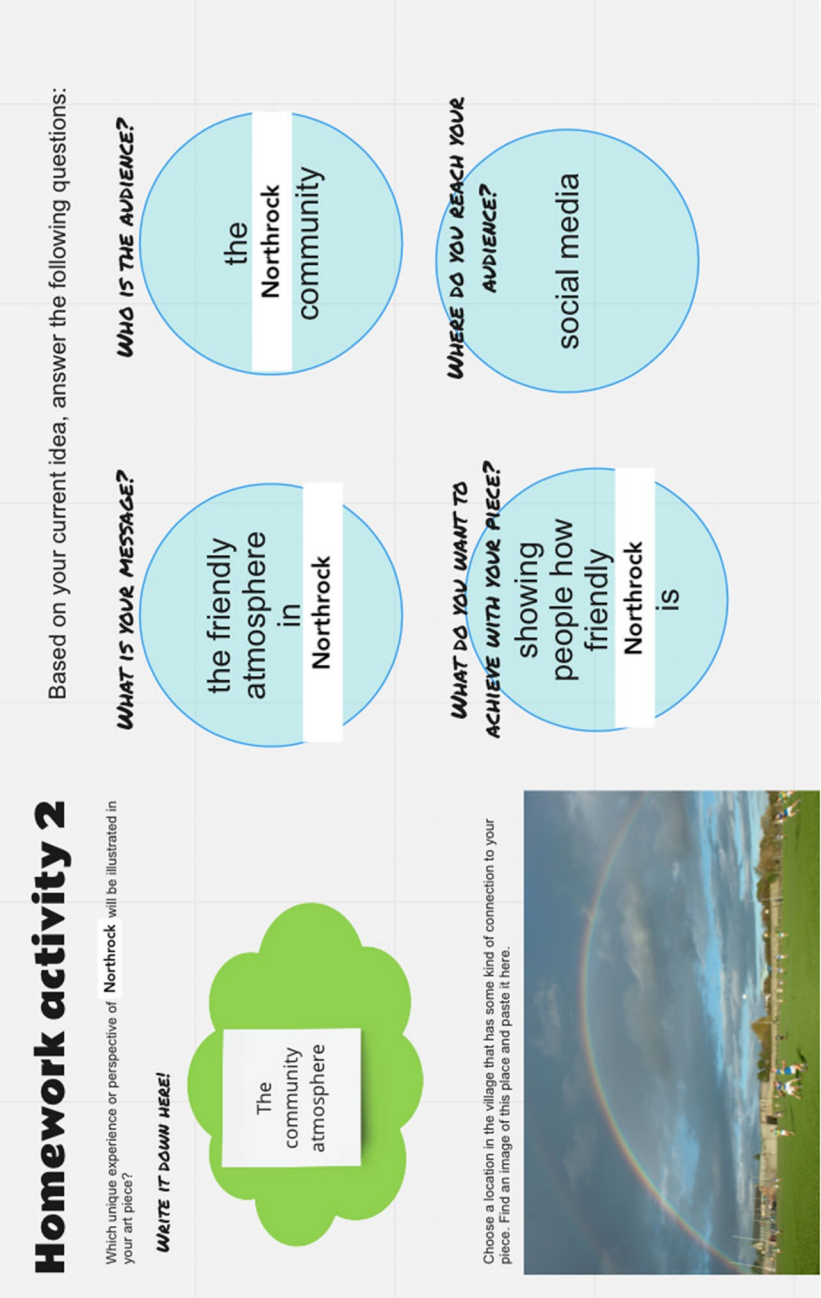 Homework activity 2
Which unique experience or perspective of Northrock will be illustrated in
your art piece?
Write it down here!
The
community
atmosphere
Choose a location in the village that has some kind of connection to your
piece. Find an image of this place and paste it here.
Based on your current idea, answer the following questions:
What is your message?
the friendly
atmosphere
in
Northrock
Who is the audience?
the
Northrock
community
What do you want to
achieve with your piece?
showing
people how
friendly
Northrock
is
Where do you reach your
audience?
social media